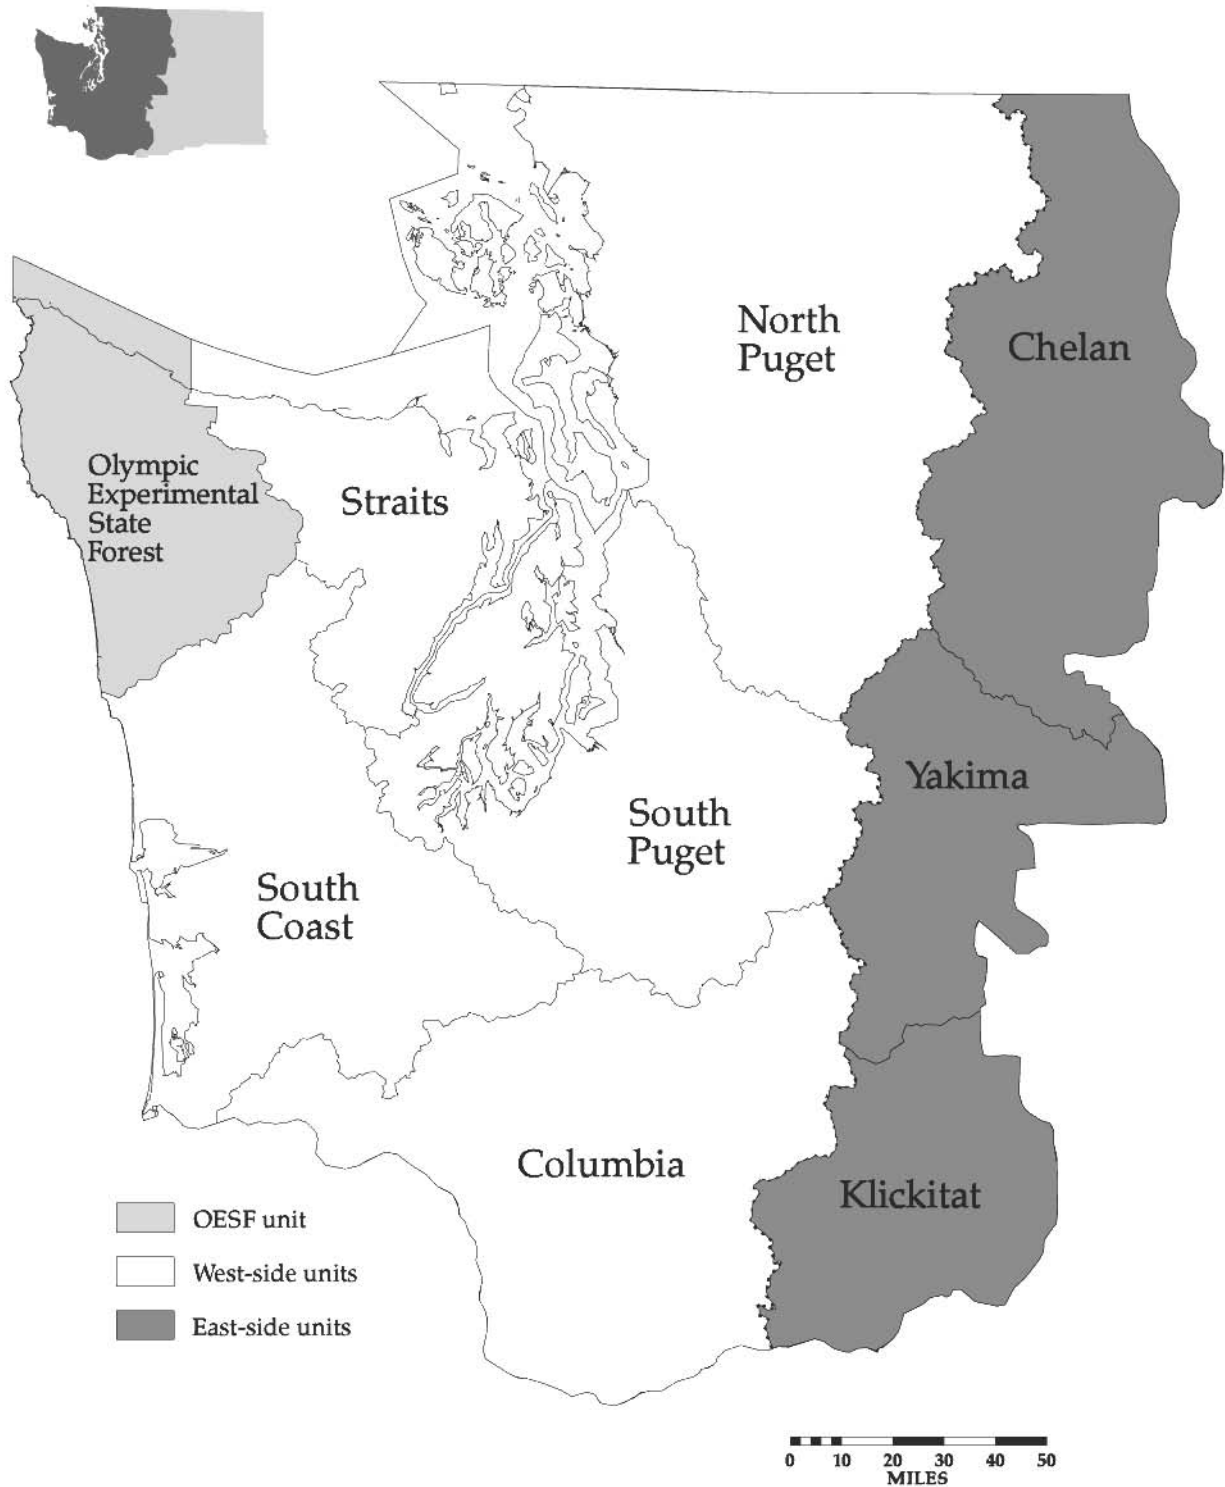 North
Puget
Chelan
Olympic
Experimental
State
Forest
Straits
Yakima
South
Puget
South
Coast
Columbia
Klickitat
OESF unit
West-side units
East-side units
0 10 20 30 40 50
MILES